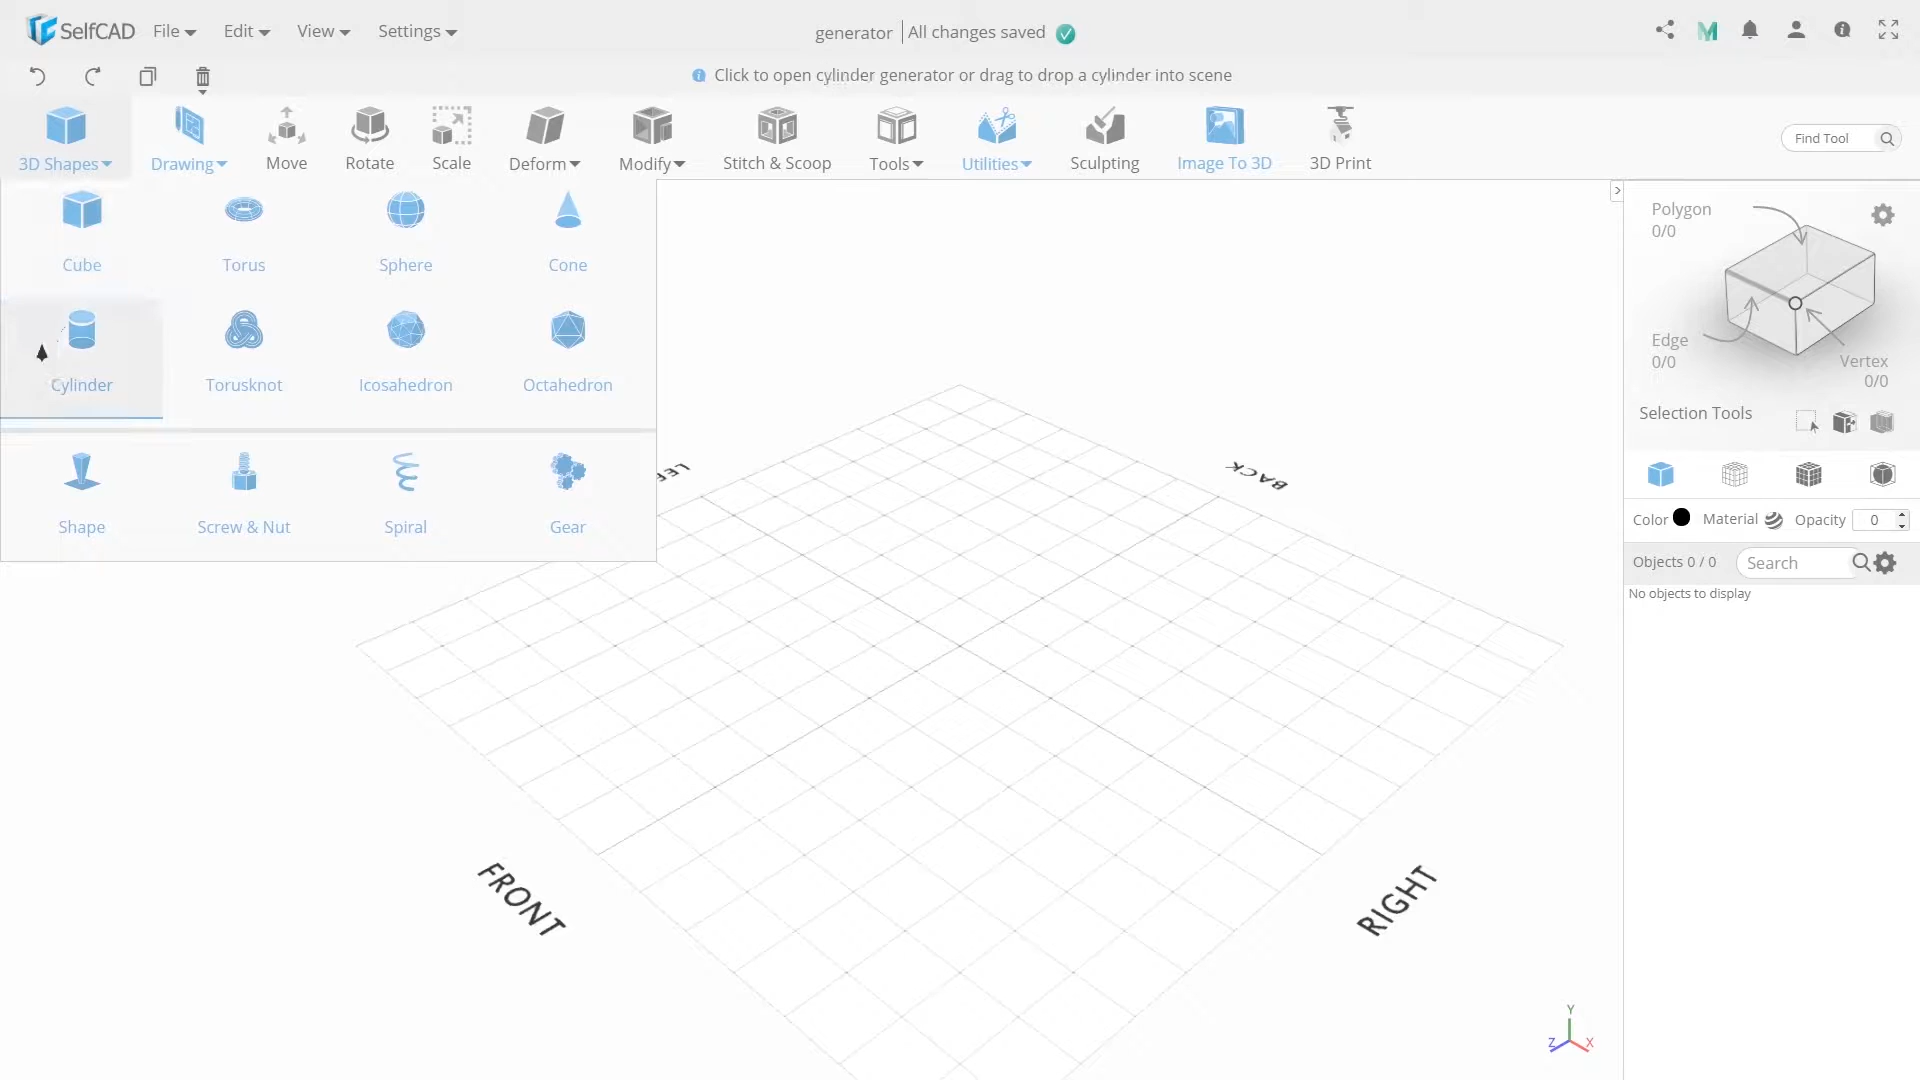 SelfCAD
File
Edit
View
Settings
generator
All changes saved
M
Click to open cylinder generator or drag to drop a cylinder into scene
3D Shapes
Drawing
Move
Rotate
Scale
Deform
Modify
Stitch & Scoop
Tools
Utilities
Sculpting
Image To 3D
3D Print
Find Tool
Cube
Torus
Sphere
Cone
Cylinder
Torusknot
Icosahedron
Octahedron
Shape
Screw & Nut
Spiral
Gear
BACK
FRONT
RIGHT
Y
Z
X
Polygon
0/0
Edge
0/0
Vertex
0/0
Selection Tools
Color
Material
Opacity
0
Objects 0 / 0
Search
No objects to display